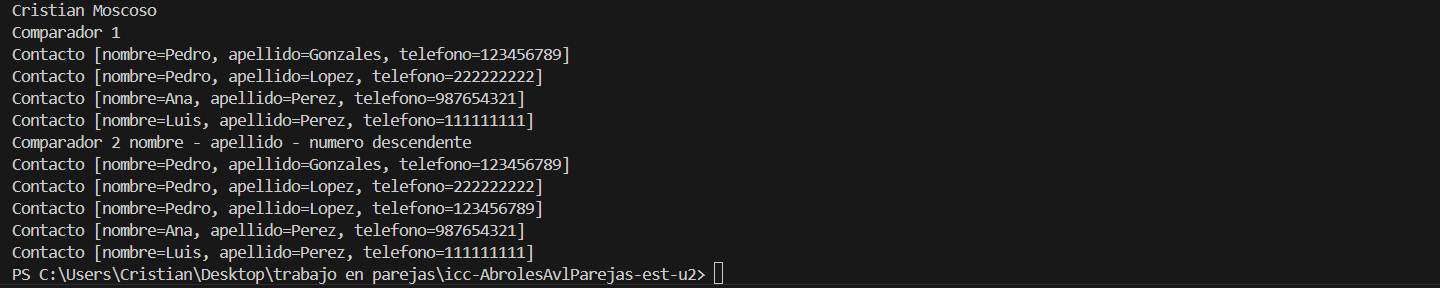 Cristian Moscoso
Comparador 1
Contacto [nombre=Pedro, apellido=Gonzales, telefono=123456789]
Contacto [nombre=Pedro, apellido=Lopez, telefono=222222222]
Contacto [nombre=Ana, apellido=Perez, telefono=987654321]
Contacto [nombre=Luis, apellido=Perez, telefono=111111111]
Comparador 2 nombre - apellido - numero descendente
Contacto [nombre=Pedro, apellido=Gonzales, telefono=123456789]
Contacto [nombre=Pedro, apellido=Lopez, telefono=222222222]
Contacto [nombre=Pedro, apellido=Lopez, telefono=123456789]
Contacto [nombre=Ana, apellido=Perez, telefono=987654321]
Contacto [nombre=Luis, apellido=Perez, telefono=111111111]
PS C:\Users\Cristian\Desktop\trabajo en parejas\icc-AbrolesAvlParejas-est-u2>